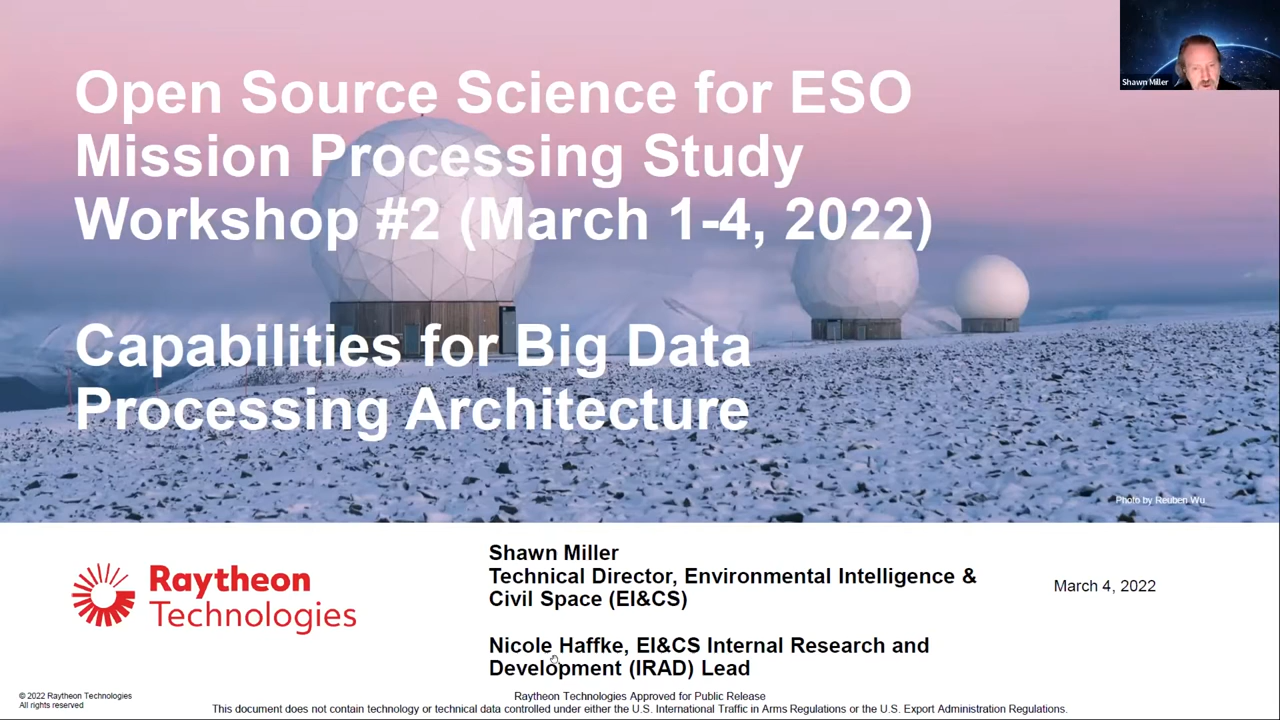 Shawn Miller
Open Source Science for ESO
Mission Processing Study
Workshop #2 (March 1-4, 2022)
Capabilities for Big Data
Processing Architecture
Photo by Reuben Wu
Raytheon
Technologies
Shawn Miller
Technical Director, Environmental Intelligence &
Civil Space (EI&CS)
Nicole Haffke, EI&CS Internal Research and
Development (IRAD) Lead
March 4, 2022
© 2022 Raytheon Technologies
All rights reserved
Raytheon Technologies Approved for Public Release
This document does not contain technology or technical data controlled under either the U.S. International Traffic in Arms Regulations or the U.S. Export Administration Regulations.